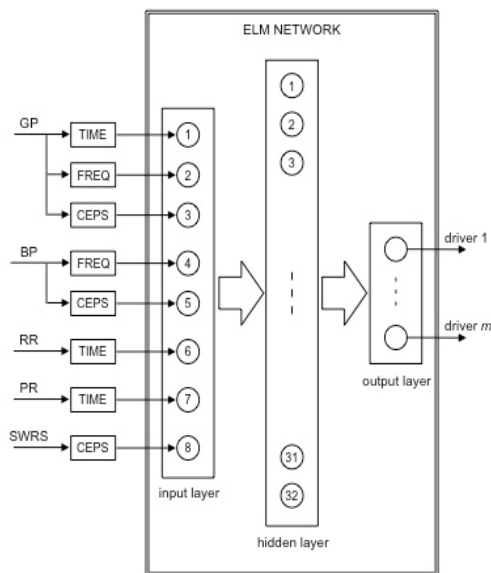 ELM NETWORK
GP
TIME
1
FREQ
2
CEPS
3
BP
FREQ
4
CEPS
5
RR
TIME
6
PR
TIME
7
SWRS
CEPS
8
input layer
1
2
3
31
32
hidden layer
driver 1
driver m
output layer